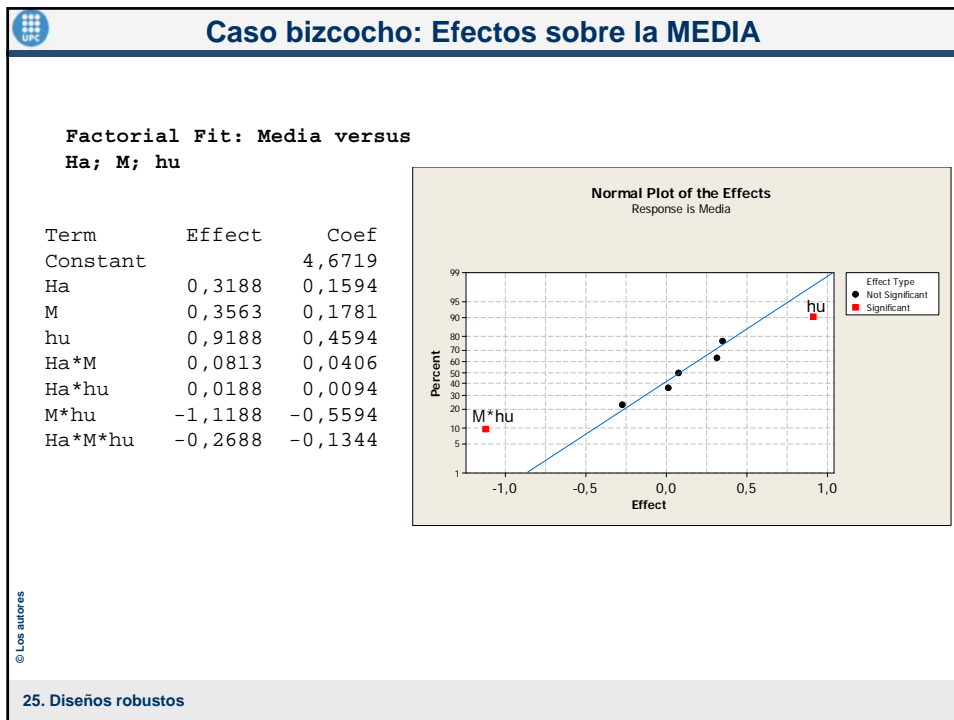 UPC
Caso bizcocho: Efectos sobre la MEDIA
Factorial Fit: Media versus
Ha; M; hu
Term Effect Coef
Constant 4,6719
Ha 0,3188 0,1594
M 0,3563 0,1781
hu 0,9188 0,4594
Ha*M 0,0813 0,0406
Ha*hu 0,0188 0,0094
M*hu -1,1188 -0,5594
Ha*M*hu -0,2688 -0,1344
Normal Plot of the Effects
Response is Media
Percent
99
95
90
80
70
60
50
40
30
20
10
5
1
hu
M*hu
-1,0 -0,5 0,0 0,5 1,0
Effect
Effect Type
Not Significant
Significant
© Los autores
25. Diseños robustos